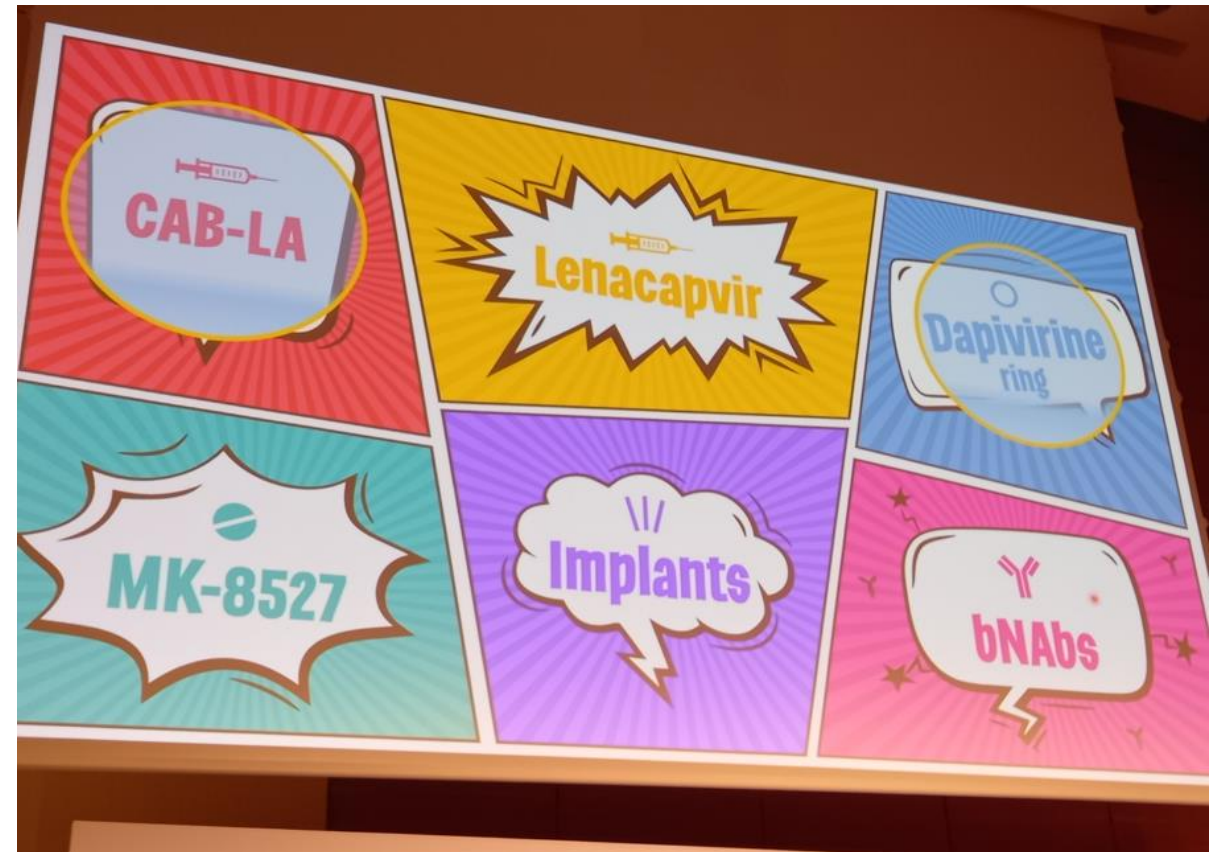 CAB-LA
Lenacapvir
Dapivirine
ring
MK-8527
Implants
bNAbs